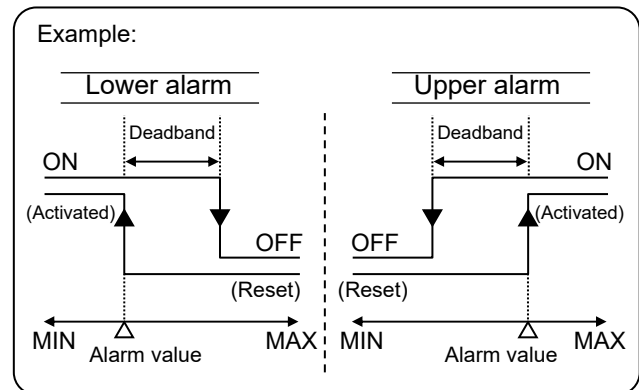 Example:
Lower alarm
Deadband
ON
(Activated)
OFF
(Reset)
MIN
MAX
Alarm value
Upper alarm
Deadband
ON
(Activated)
OFF
(Reset)
MIN
MAX
Alarm value